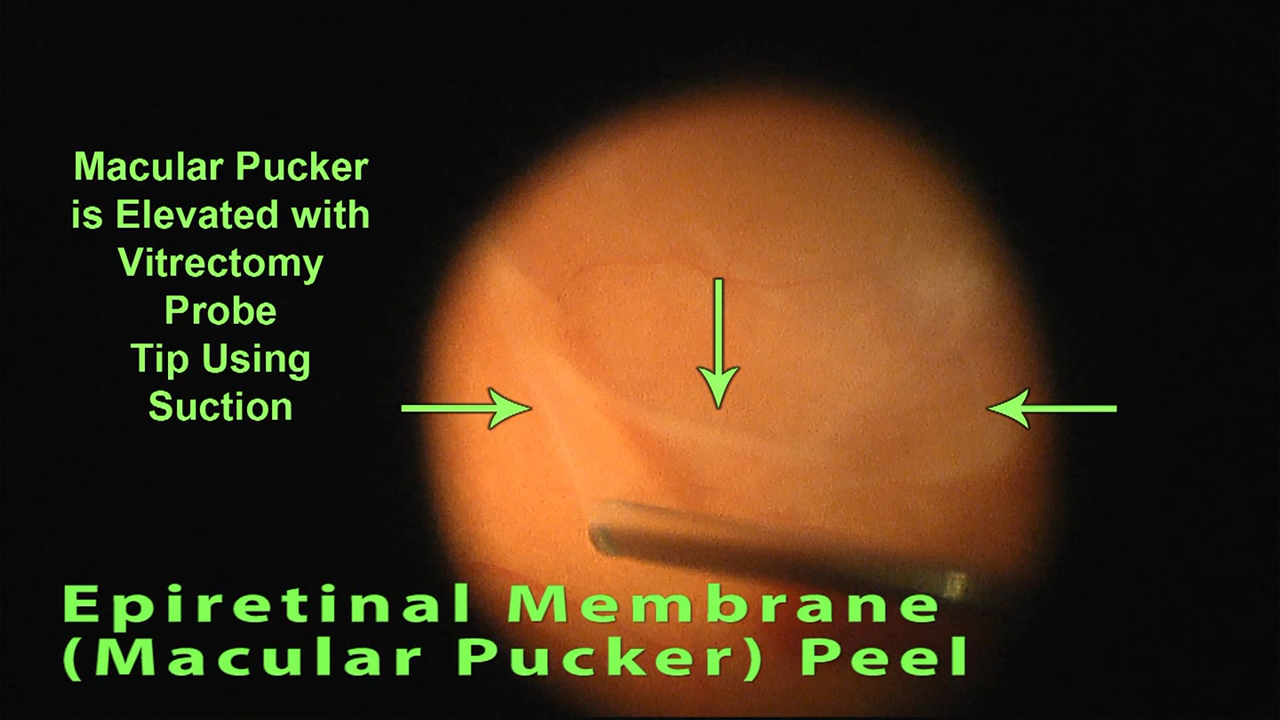 Macular Pucker
is Elevated with
Vitrectomy
Probe
Tip Using
Suction
Epiretinal Membrane
(Macular Pucker) Peel